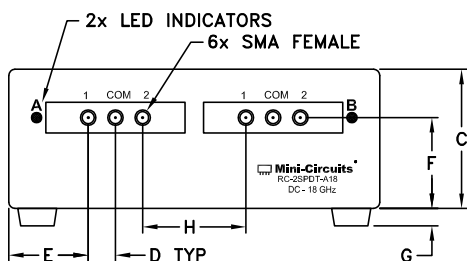 2x LED INDICATORS
6x SMA FEMALE
A
1 COM 2
1 COM 2
B
C
F
Mini-Circuits
RC-2SPDT-A18
DC - 18 GHz
H
E
D TYP
G